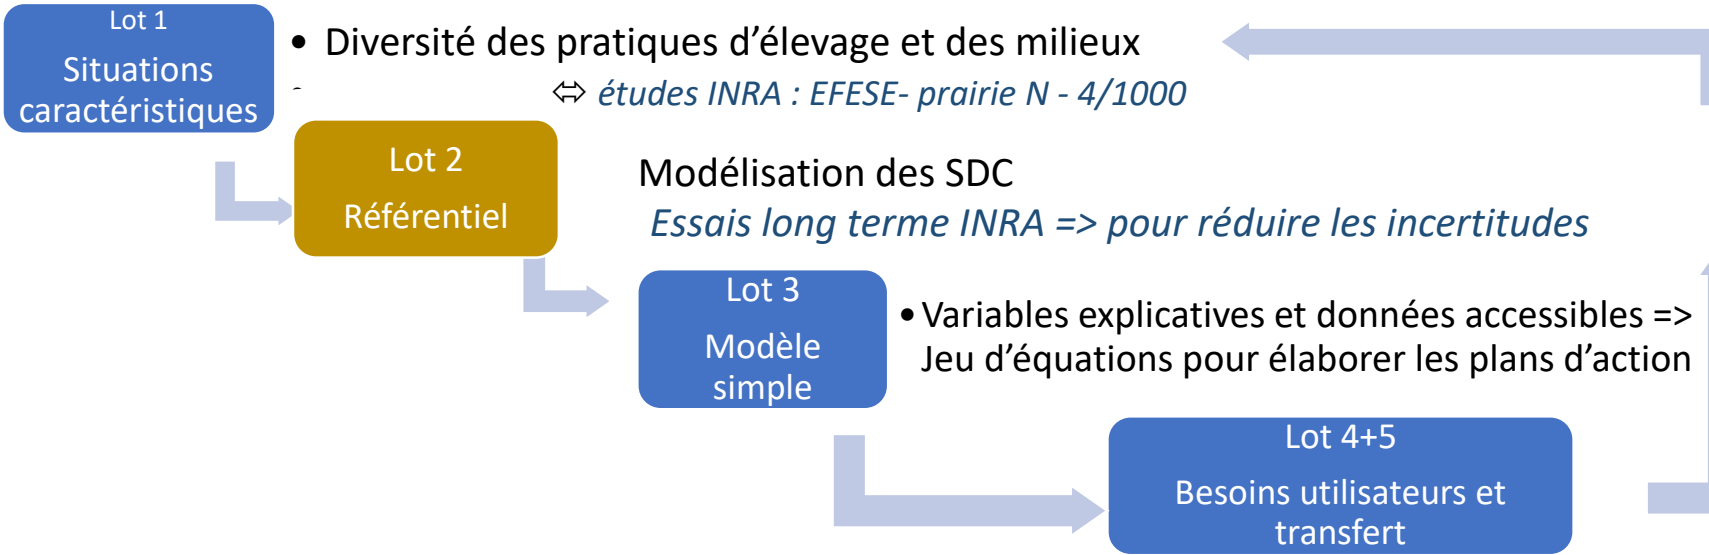 Lot 1
Situations
caractéristiques
• Diversité des pratiques d’élevage et des milieux
⬄ études INRA : EFESE- prairie N - 4/1000
Lot 2
Référentiel
Modélisation des SDC
Essais long terme INRA => pour réduire les incertitudes
Lot 3
Modèle
simple
• Variables explicatives et données accessibles =>
Jeu d’équations pour élaborer les plans d’action
Lot 4+5
Besoins utilisateurs et
transfert